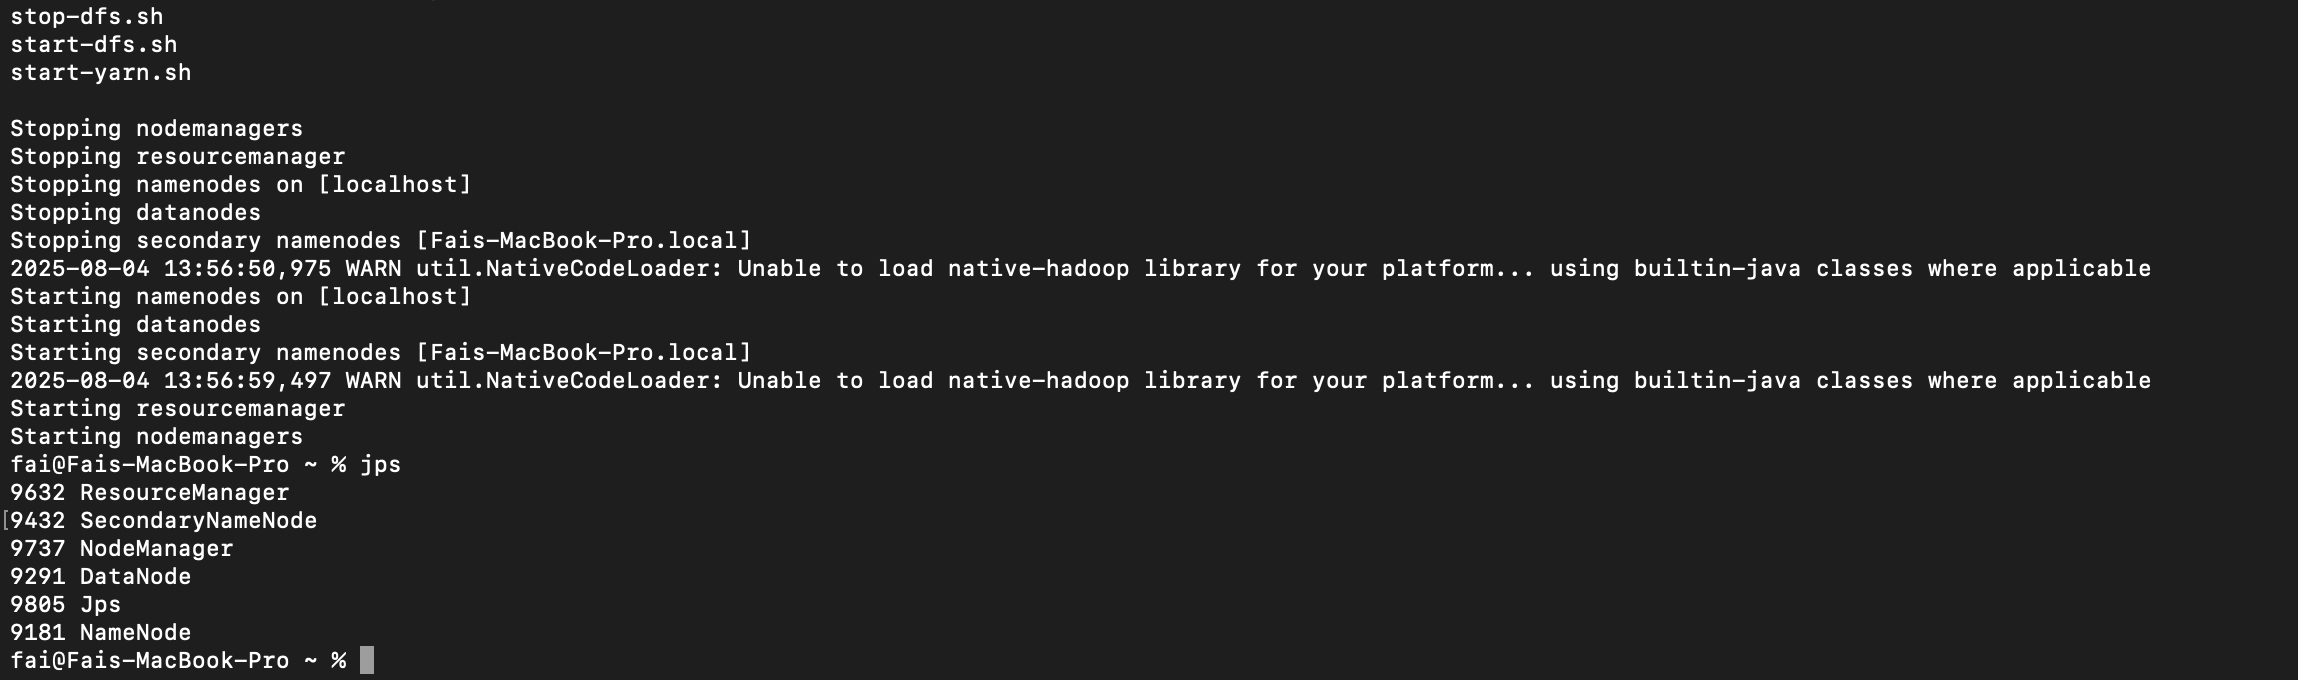 stop-dfs.sh
start-dfs.sh
start-yarn.sh
Stopping nodemanagers
Stopping resourcemanager
Stopping namenodes on [localhost]
Stopping datanodes
Stopping secondary namenodes [Fais-MacBook-Pro.local]
2025-08-04 13:56:50,975 WARN util.NativeCodeLoader: Unable to load native-hadoop library for your platform... using builtin-java classes where applicable
Starting namenodes on [localhost]
Starting datanodes
Starting secondary namenodes [Fais-MacBook-Pro.local]
2025-08-04 13:56:59,497 WARN util.NativeCodeLoader: Unable to load native-hadoop library for your platform... using builtin-java classes where applicable
Starting resourcemanager
Starting nodemanagers
fai@Fais-MacBook-Pro ~ % jps
9632 ResourceManager
[9432 SecondaryNameNode
9737 NodeManager
9291 DataNode
9805 Jps
9181 NameNode
fai@Fais-MacBook-Pro ~ %